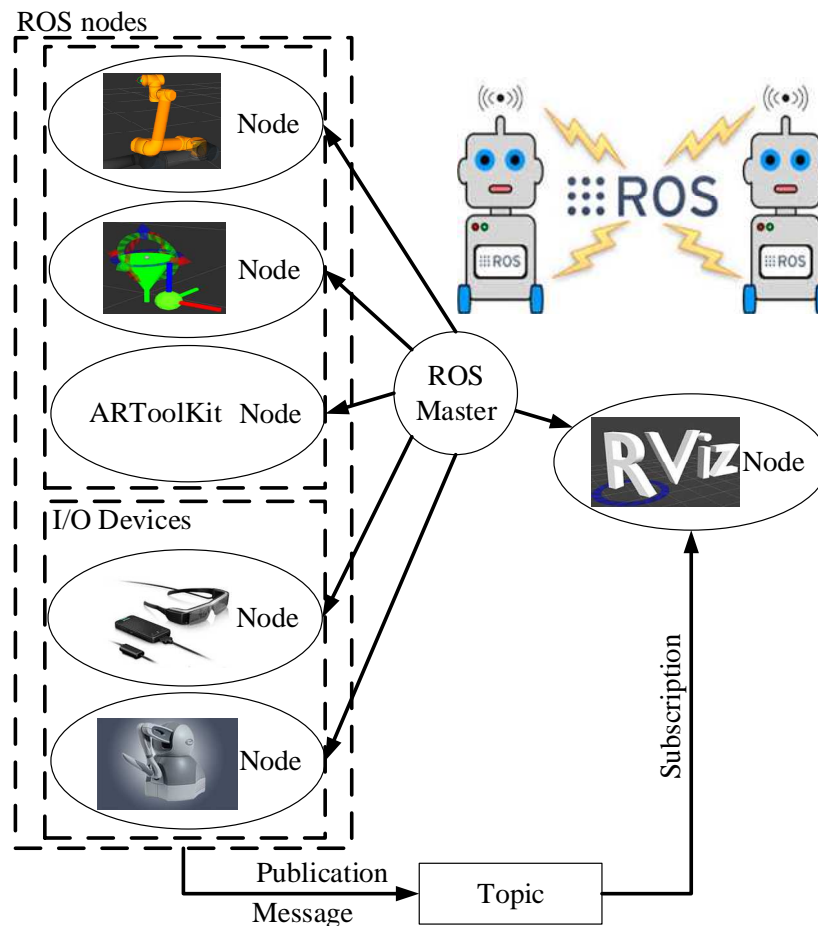 ROS nodes
Node
Node
ARToolKit Node
I/O Devices
Node
Node
ROS
ROS
ROS
ROS
Master
RViz Node
Subscription
Publication
Message
Topic